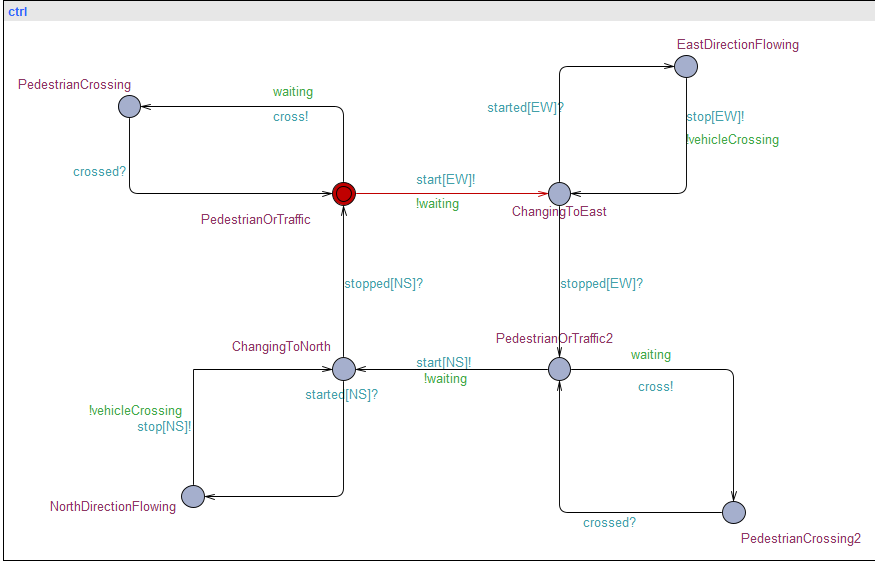 ctrl
EastDirectionFlowing
PedestrianCrossing
waiting
cross!
started[EW]?
stop[EW]!
!vehicleCrossing
crossed?
start[EW]!
!waiting
PedestrianOrTraffic
ChangingToEast
stopped[NS]?
stopped[EW]?
ChangingToNorth
PedestrianOrTraffic2
start[NS]!
!waiting
waiting
cross!
started[NS]?
!vehicleCrossing
stop[NS]!
NorthDirectionFlowing
crossed?
PedestrianCrossing2